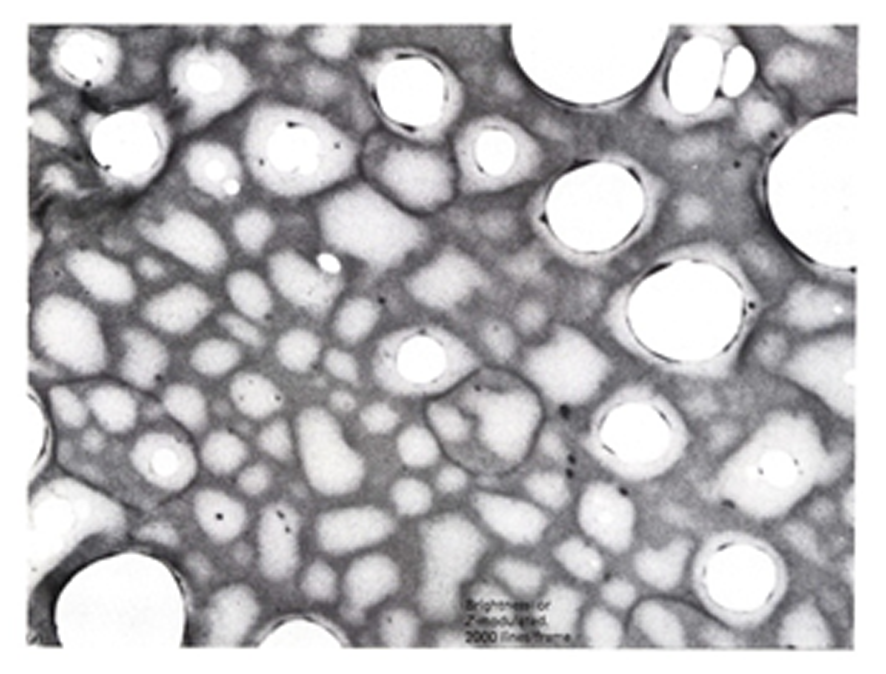 Brightness or
Z-modulated.
2000 lines/frame